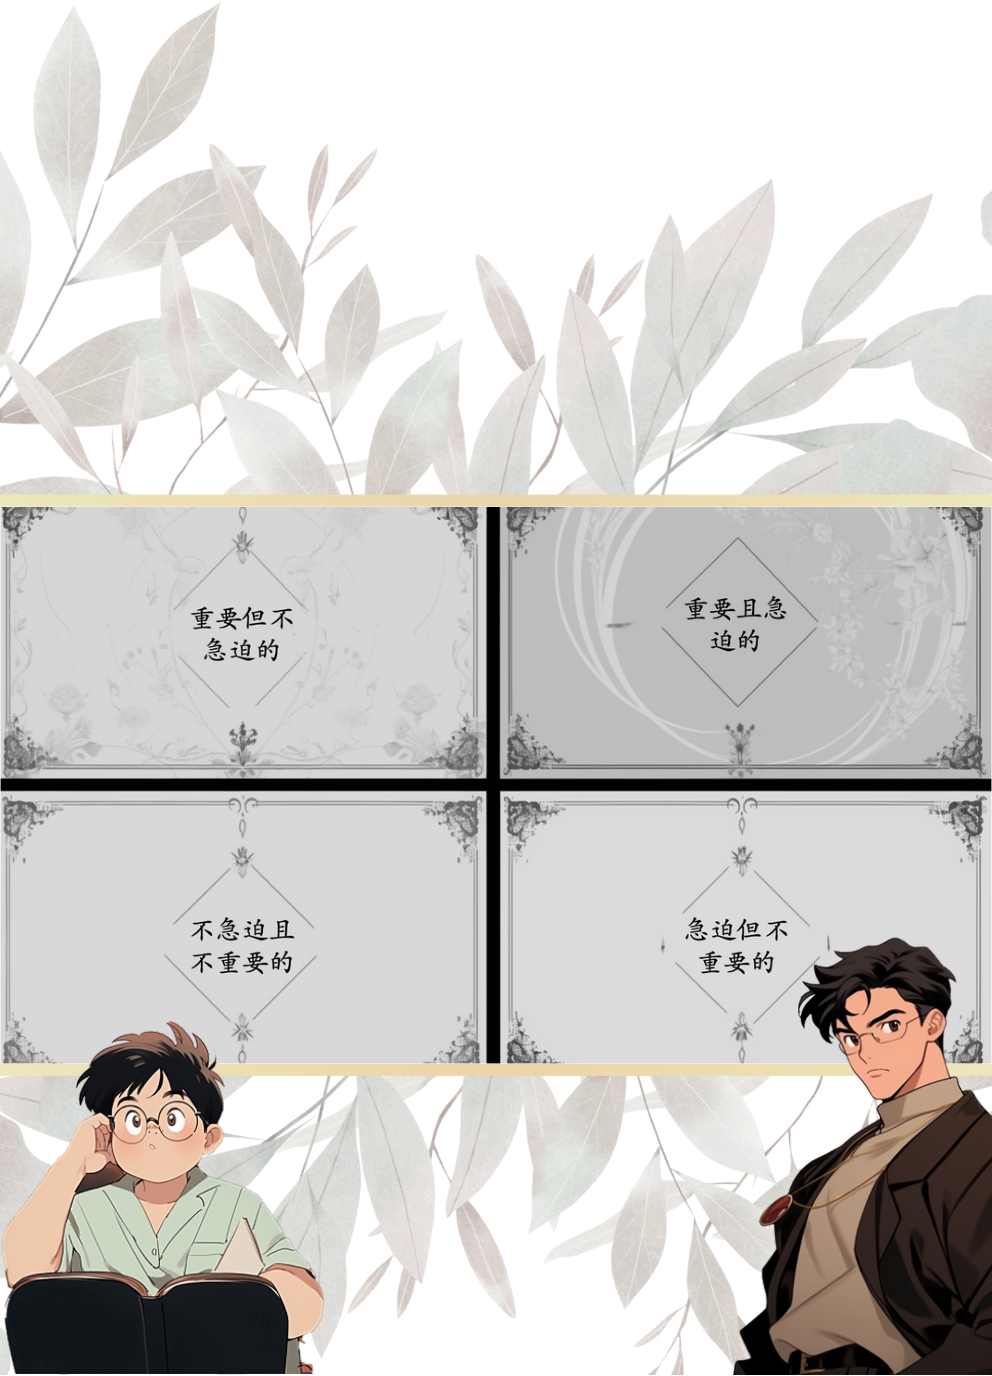 重要但不
急迫的
重要且急
迫的
不急迫且
不重要的
急迫但不
重要的